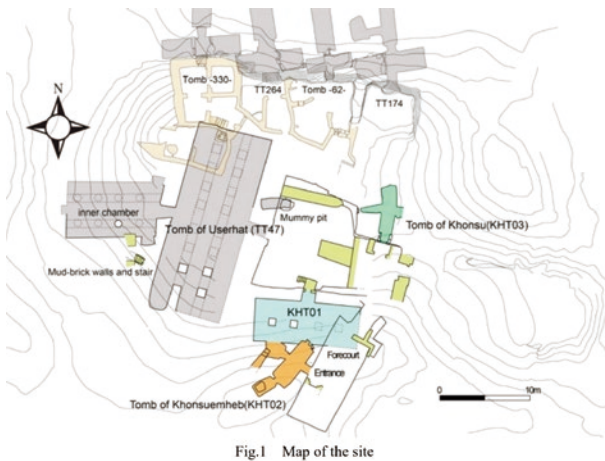 Tomb -330-
TT264
Tomb -62-
TT174
N
inner chamber
Tomb of Userhat (TT47)
Mummy pit
Tomb of Khonsu(KHT03)
Mud-brick walls and stair
KHT01
Forecourt
Entrance
Tomb of Khonsuemheb(KHT02)
0 10m
Fig.1 Map of the site